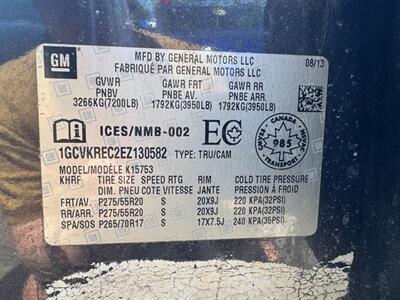 GM
MFD BY GENERAL MOTORS LLC
FABRIQUÉ PAR GENERAL MOTORS LLC
08/13
GVWR GAWR FRT GAWR RR
PNBV PNBE AV. PNBE ARR.
3266KG(7200LB) 1792KG(3950LB) 1792KG(3950LB)
ICES/NMB-002 EC
CANADA
985
TRANSPORT
1GCVKREC2EZ130582 TYPE: TRU/CAM
MODEL/MODÈLE K15753
KHRF TIRE SIZE SPEED RTG RIM COLD TIRE PRESSURE
DIM. PNEU COTE VITESSE JANTE PRESSION À FROID
FRT/AV. P275/55R20 S 20X9J 220 KPA(32PSI)
RR/ARR. P275/55R20 S 20X9J 220 KPA(32PSI)
SPA/SOS P265/70R17 S 17X7.5J 240 KPA(35PSI)